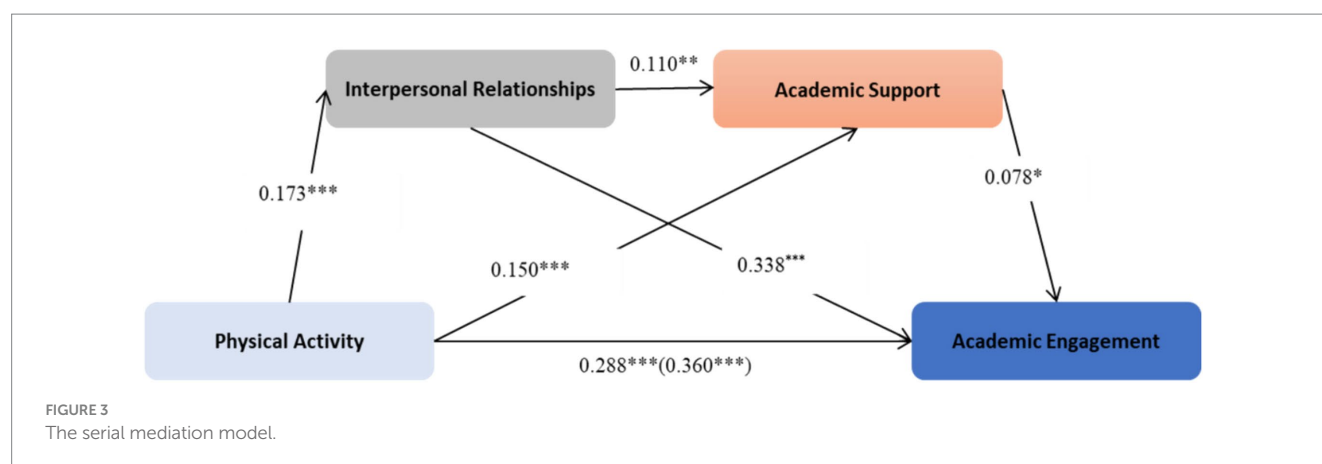 0.110**
Interpersonal Relationships
Academic Support
0.173***
0.078*
0.150***
0.338***
Physical Activity
Academic Engagement
0.288***(0.360***)
FIGURE 3
The serial mediation model.